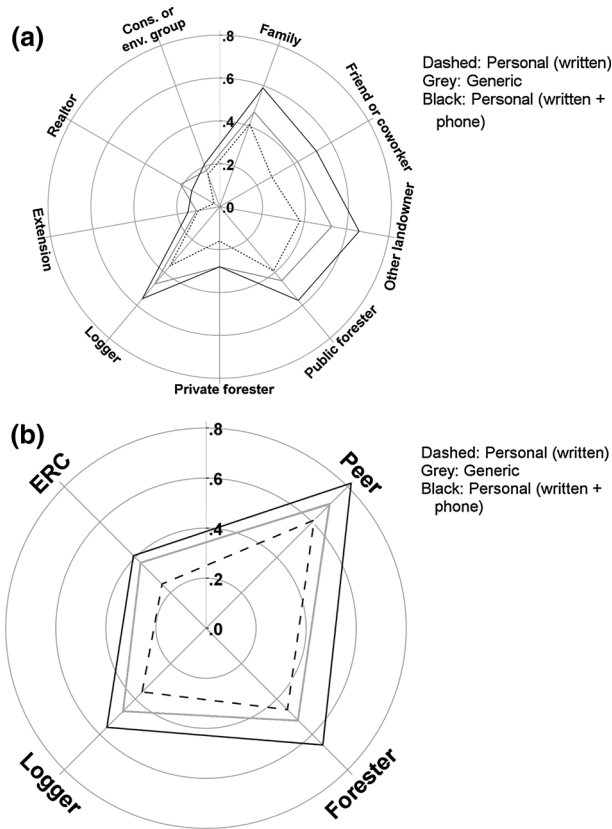 (a)
Cons. or
env. group
Family
Friend or coworker
Other landowner
Public forester
Private forester
Logger
Extension
Realtor
.8
.6
.4
.2
.0
Dashed: Personal (written)
Grey: Generic
Black: Personal (written +
phone)
(b)
ERC
Peer
Forester
Logger
.8
.6
.4
.2
.0
Dashed: Personal (written)
Grey: Generic
Black: Personal (written +
phone)